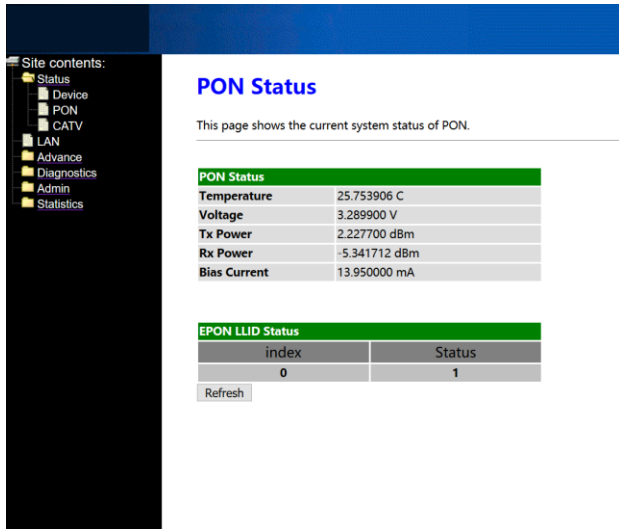 Site contents:
Status
Device
PON
CATV
LAN
Advance
Diagnostics
Admin
Statistics
PON Status
This page shows the current system status of PON.
PON Status
Temperature 25.753906 C
Voltage 3.289900 V
Tx Power 2.227700 dBm
Rx Power -5.341712 dBm
Bias Current 13.950000 mA
EPON LLID Status
index Status
0 1
Refresh